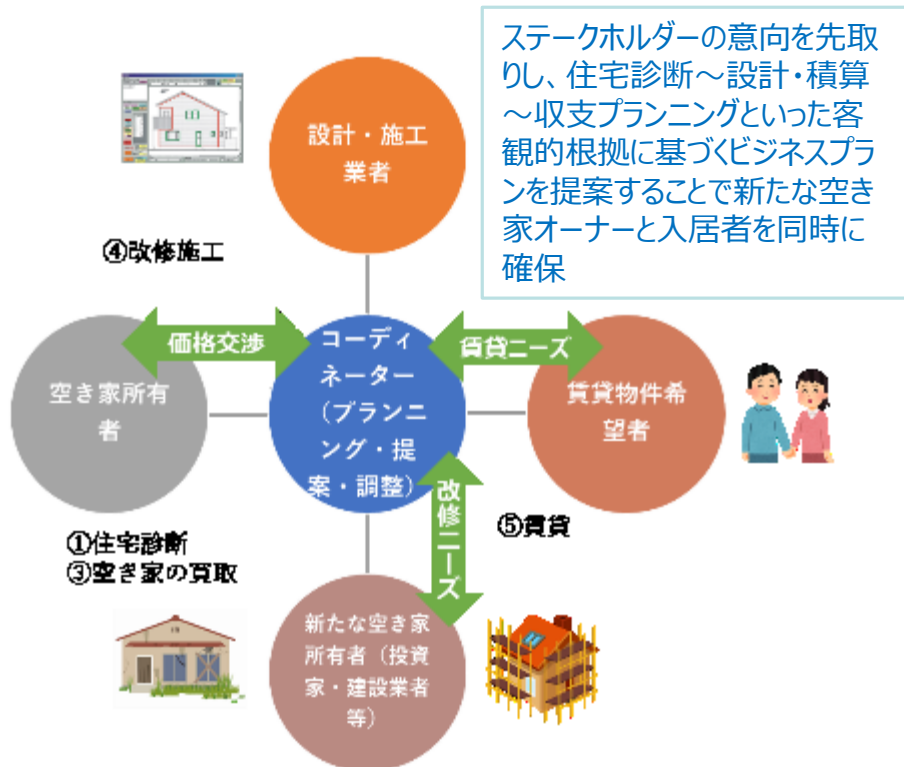 ステークホルダーの意向を先取
りし、住宅診断～設計・積算
～収支プランニングといった客
観的根拠に基づくビジネスプラ
ンを提案することで新たな空き
家オーナーと入居者を同時に
確保
設計・施工
業者
④改修施工
価格交渉
コーディ
ネーター
（プランニ
ング・提
案・調整）
賃貸ニーズ
空き家所有
者
賃貸物件希
望者
改修ニーズ
①住宅診断
③空き家の買取
⑤賃貸
新たな空き家
所有者（投資
家・建設業者
等）